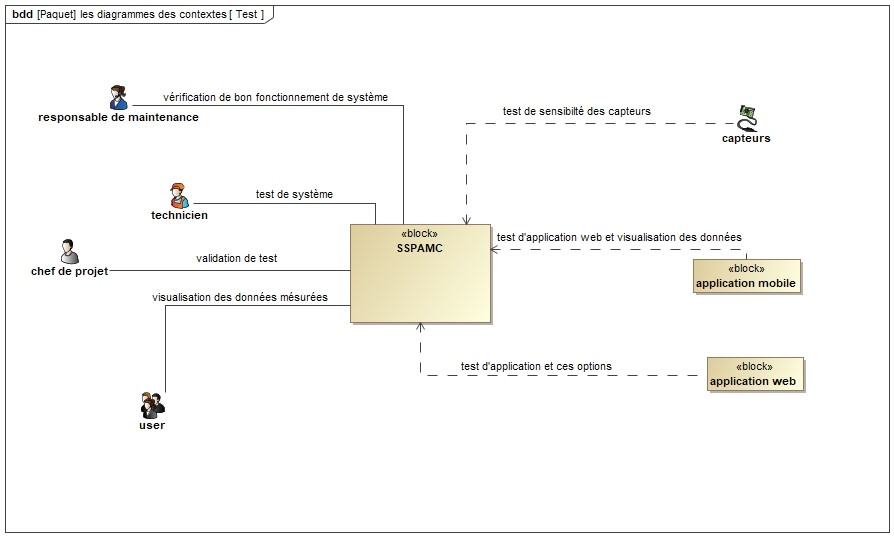 bdd [Paquet] les diagrammes des contextes [ Test ]
vérification de bon fonctionnement de système
responsable de maintenance
test de sensibilté des capteurs
capteurs
test de système
technicien
«block»
SSPAMC
test d'application web et visualisation des données
validation de test
chef de projet
«block»
application mobile
visualisation des données mésurées
test d'application et ces options
«block»
application web
user